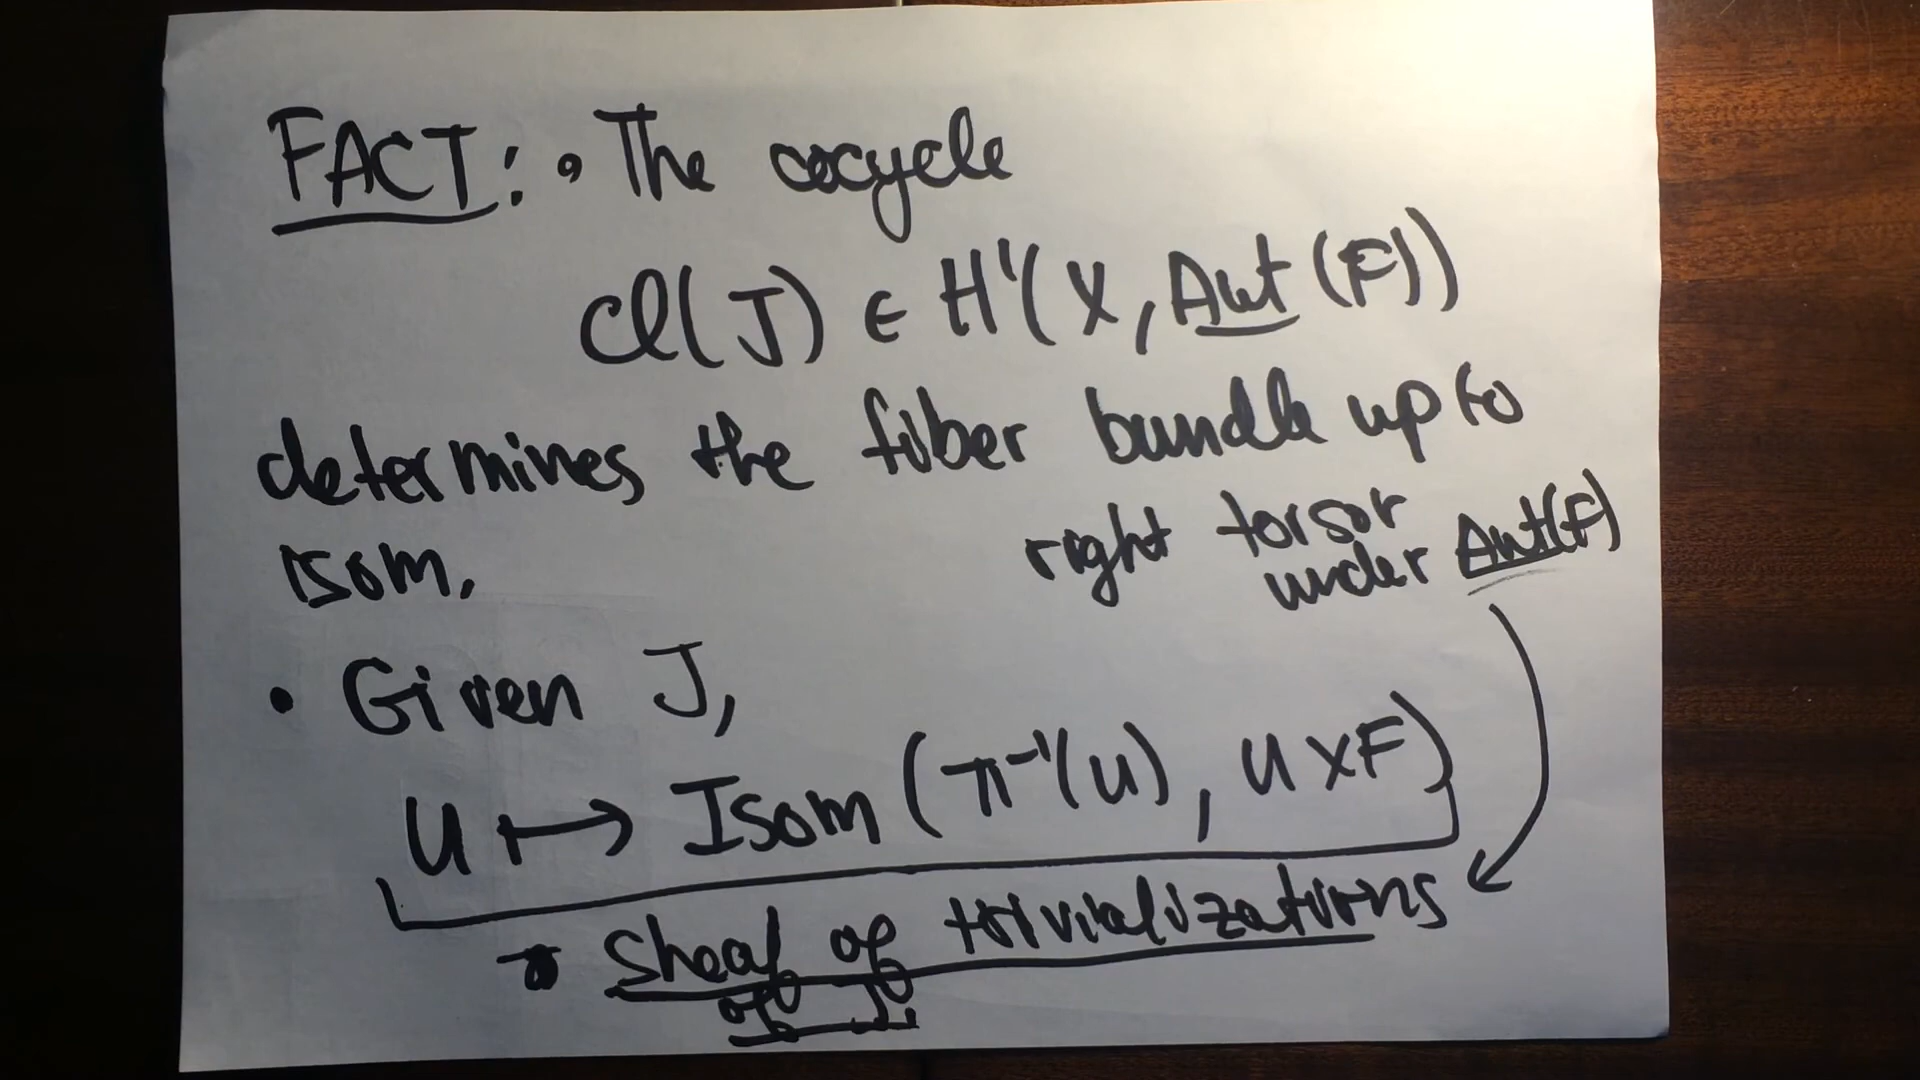 FACT: • The cocycle
Cl(J) ∈ H¹(X, Aut(F))
determines the fiber bundle up to
isom.
right torsor
under Aut(F)
• Given J,
U ↦ Isom(π⁻¹(U), U×F)
Sheaf of trivializations
of J.